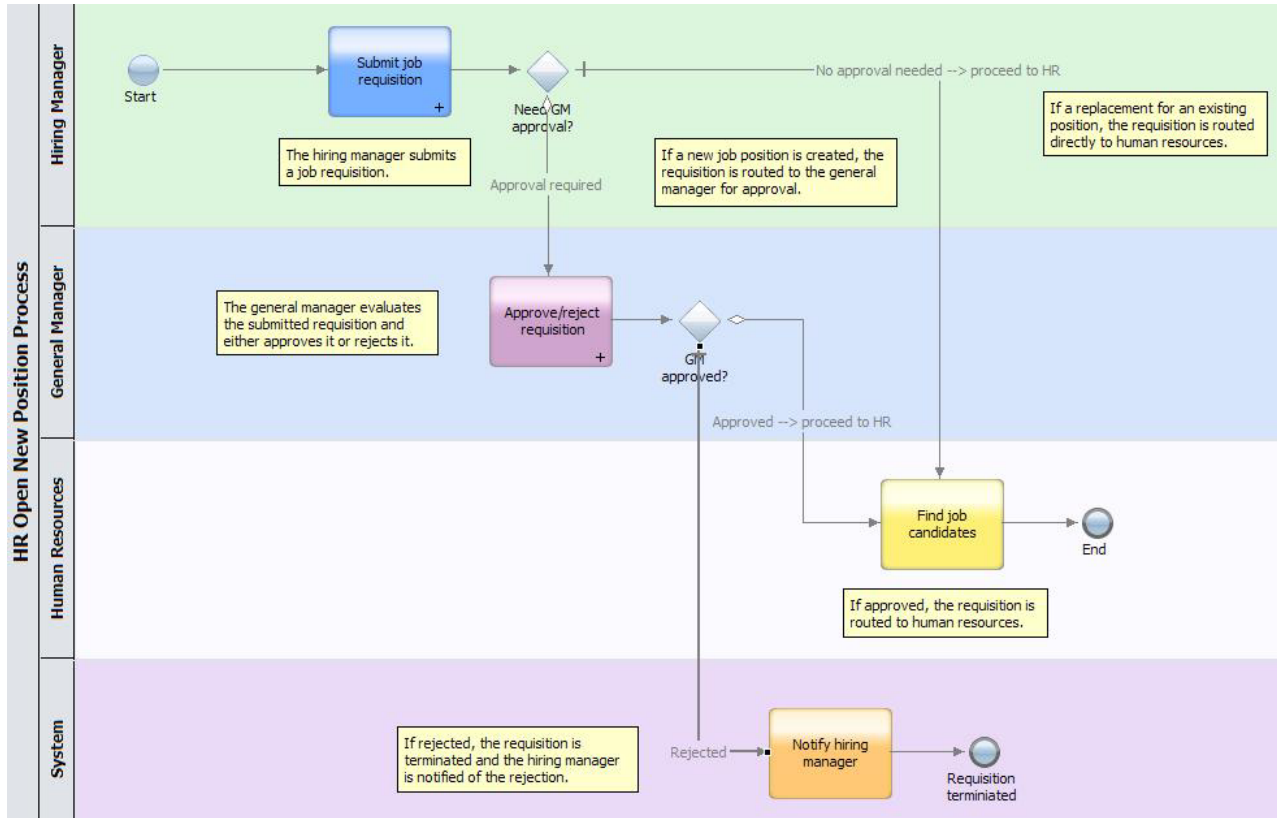 HR Open New Position Process
Hiring Manager
Start
Submit job
requisition
+
Need GM
approval?
No approval needed --> proceed to HR
If a replacement for an existing
position, the requisition is routed
directly to human resources.
The hiring manager submits
a job requisition.
If a new job position is created, the
requisition is routed to the general
manager for approval.
Approval required
General Manager
The general manager evaluates
the submitted requisition and
either approves it or rejects it.
Approve/reject
requisition
+
GM
approved?
Approved --> proceed to HR
Human Resources
Find job
candidates
End
If approved, the requisition is
routed to human resources.
System
If rejected, the requisition is
terminated and the hiring manager
is notified of the rejection.
Rejected
Notify hiring
manager
Requisition
terminiated